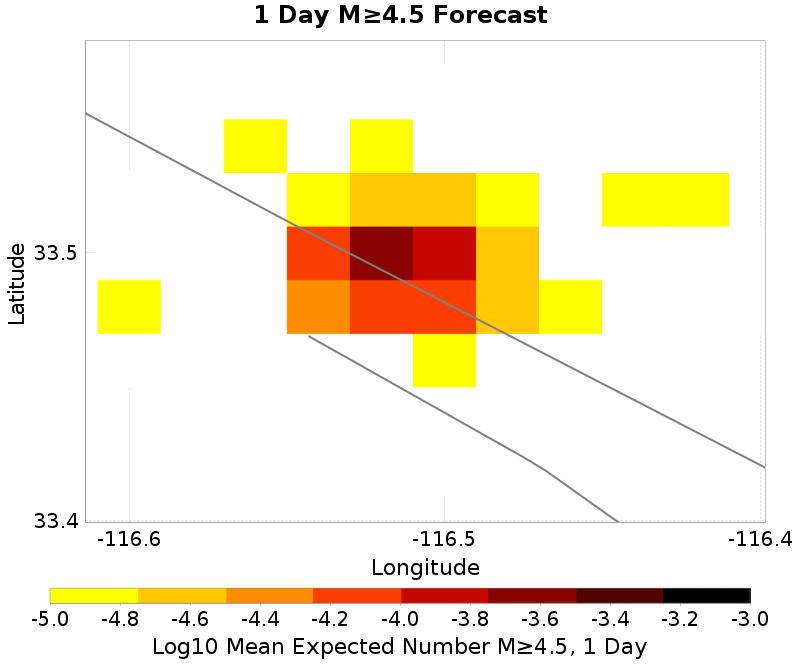 1 Day M≥4.5 Forecast
Latitude
33.5
33.4
-116.6 -116.5 -116.4
Longitude
-5.0 -4.8 -4.6 -4.4 -4.2 -4.0 -3.8 -3.6 -3.4 -3.2 -3.0
Log10 Mean Expected Number M≥4.5, 1 Day